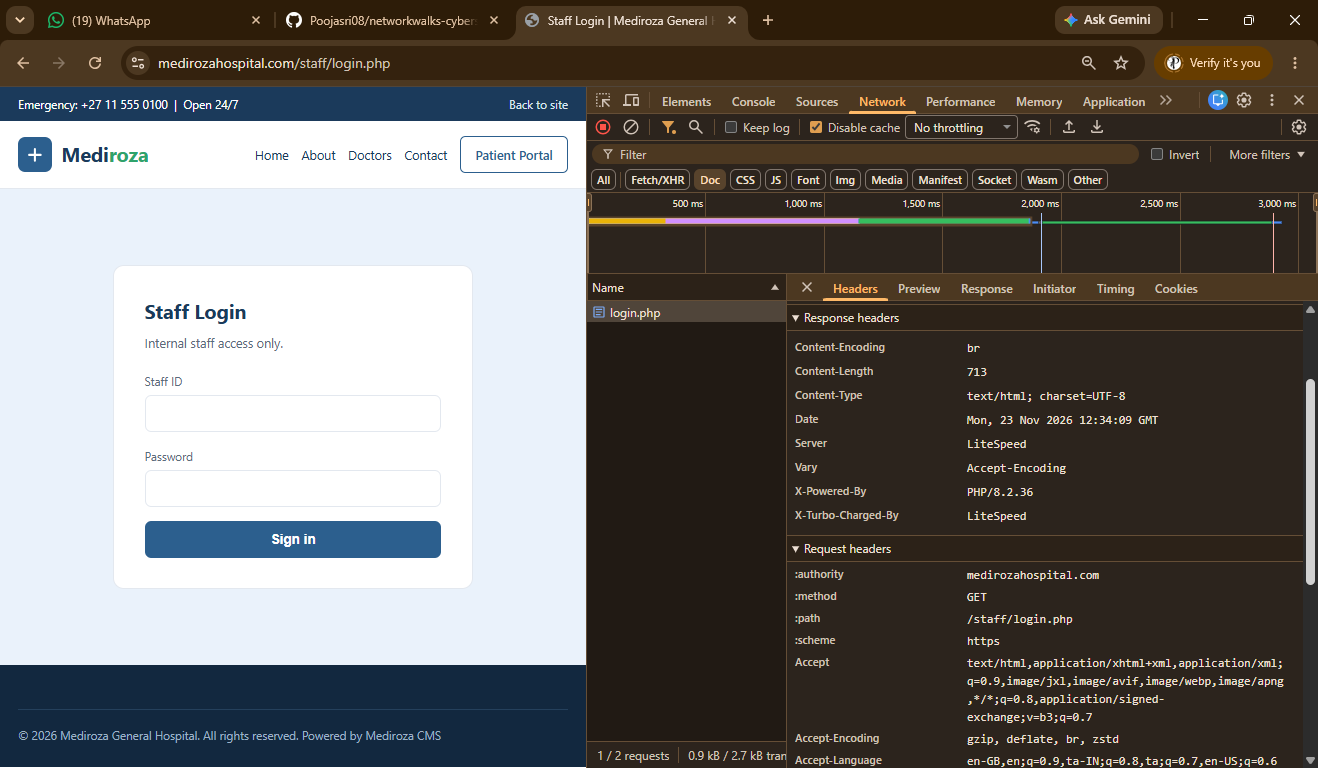 (19) WhatsApp
Poojasri08/networkwalks-cyber
Staff Login | Mediroza General
Ask Gemini
medirozahospital.com/staff/login.php
Verify it's you
Emergency: +27 11 555 0100 | Open 24/7
Back to site
Mediroza
Home About Doctors Contact Patient Portal
Staff Login
Internal staff access only.
Staff ID
Password
Sign in
© 2026 Mediroza General Hospital. All rights reserved. Powered by Mediroza CMS
Elements Console Sources Network Performance Memory Application
Keep log Disable cache No throttling
Filter Invert More filters
All Fetch/XHR Doc CSS JS Font Img Media Manifest Socket Wasm Other
500 ms 1,000 ms 1,500 ms 2,000 ms 2,500 ms 3,000 ms
Name
login.php
1 / 2 requests 0.9 kB / 2.7 kB tran
Headers Preview Response Initiator Timing Cookies
Response headers
Content-Encoding br
Content-Length 713
Content-Type text/html; charset=UTF-8
Date Mon, 23 Nov 2026 12:34:09 GMT
Server LiteSpeed
Vary Accept-Encoding
X-Powered-By PHP/8.2.36
X-Turbo-Charged-By LiteSpeed
Request headers
:authority medirozahospital.com
:method GET
:path /staff/login.php
:scheme https
Accept text/html,application/xhtml+xml,application/xml;
q=0.9,image/jxl,image/avif,image/webp,image/apng
,*/*;q=0.8,application/signed-
exchange;v=b3;q=0.7
Accept-Encoding gzip, deflate, br, zstd
Accept-Language en-GB,en;q=0.9,ta-IN;q=0.8,ta;q=0.7,en-US;q=0.6